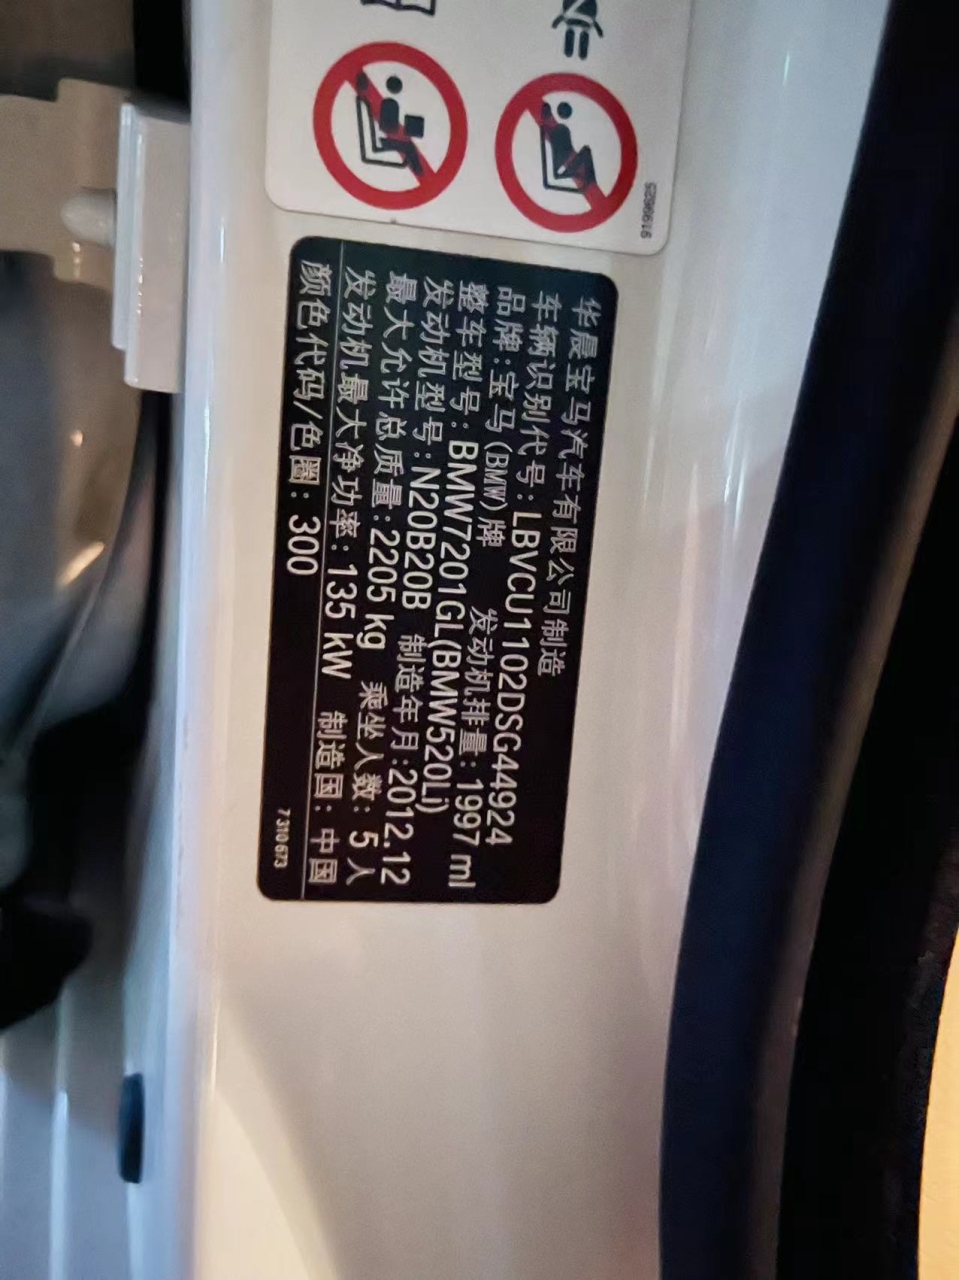 9199625
华晨宝马汽车有限公司制造
车辆识别代号: LBVCU1102DSG44924
品牌: 宝马(BMW)牌 发动机排量: 1997 ml
整车型号: BMW7201GL(BMW520Li)
发动机型号: N20B20B 制造年月: 2012.12
最大允许总质量: 2205 kg 乘坐人数: 5 人
发动机最大净功率: 135 kW 制造国: 中国
颜色代码/色圈: 300
7 310 673